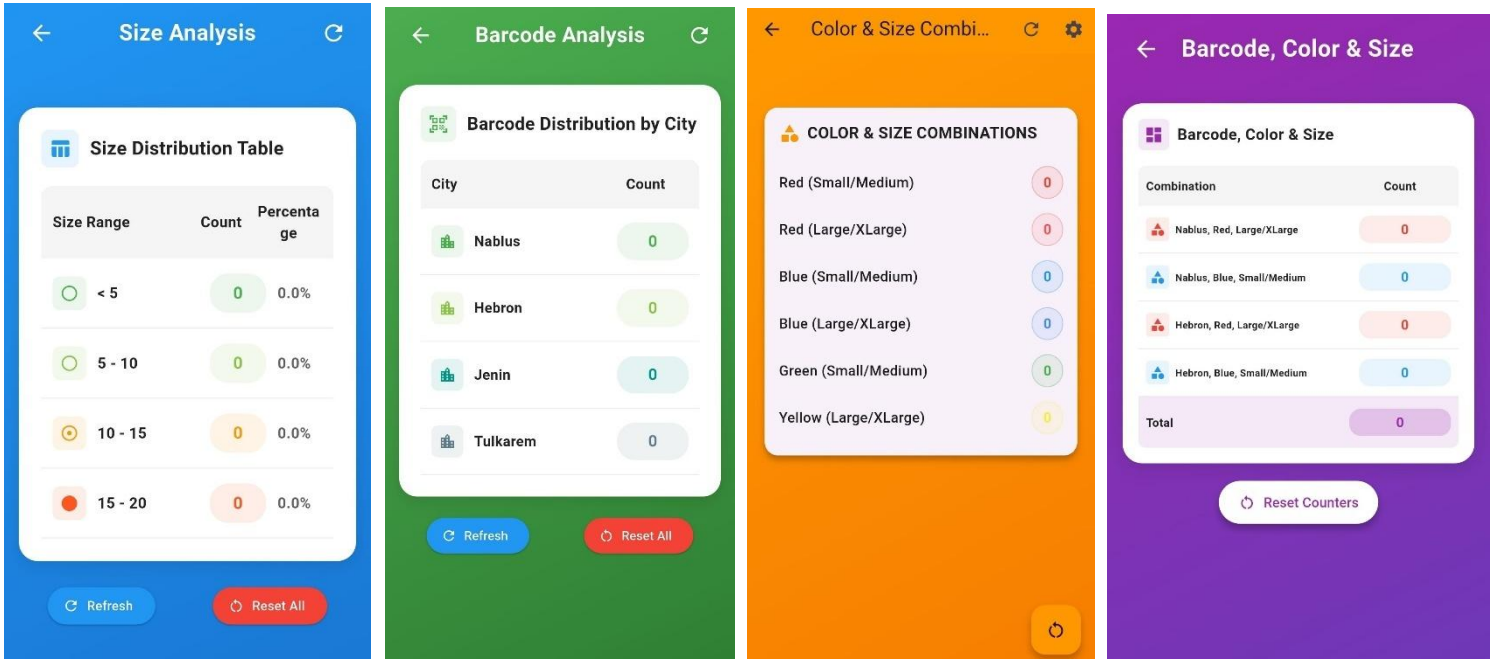 Size Analysis
Size Distribution Table
Size Range Count Percenta
ge
< 5 0 0.0%
5 - 10 0 0.0%
10 - 15 0 0.0%
15 - 20 0 0.0%
Refresh Reset All
Barcode Analysis
Barcode Distribution by City
City Count
Nablus 0
Hebron 0
Jenin 0
Tulkarem 0
Refresh Reset All
Color & Size Combi...
COLOR & SIZE COMBINATIONS
Red (Small/Medium) 0
Red (Large/XLarge) 0
Blue (Small/Medium) 0
Blue (Large/XLarge) 0
Green (Small/Medium) 0
Yellow (Large/XLarge) 0
Barcode, Color & Size
Barcode, Color & Size
Combination Count
Nablus, Red, Large/XLarge 0
Nablus, Blue, Small/Medium 0
Hebron, Red, Large/XLarge 0
Hebron, Blue, Small/Medium 0
Total 0
Reset Counters